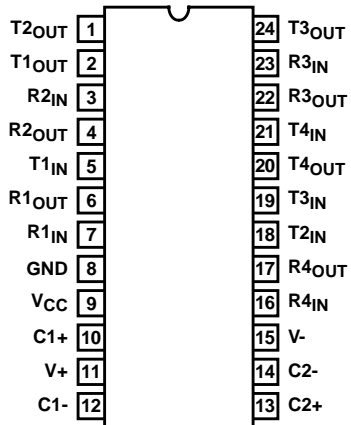 T2OUT 1 24 T3OUT
T1OUT 2 23 R3IN
R2IN 3 22 R3OUT
R2OUT 4 21 T4IN
T1IN 5 20 T4OUT
R1OUT 6 19 T3IN
R1IN 7 18 T2IN
GND 8 17 R4OUT
VCC 9 16 R4IN
C1+ 10 15 V-
V+ 11 14 C2-
C1- 12 13 C2+